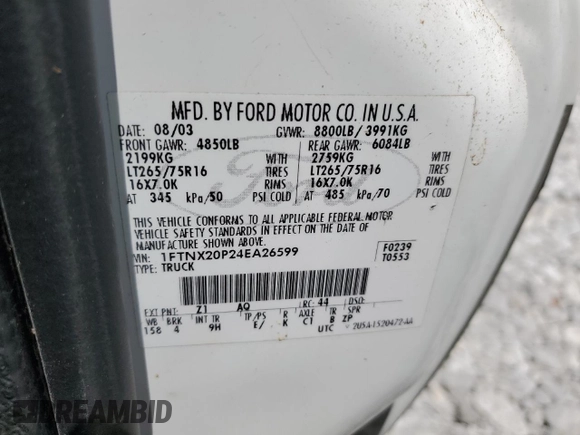 MFD. BY FORD MOTOR CO. IN U.S.A.
DATE: 08/03 GVWR: 8800LB/3991KG
FRONT GAWR: 4850LB REAR GAWR: 6084LB
2199KG WITH 2759KG WITH
LT265/75R16 TIRES LT265/75R16 TIRES
16X7.0K RIMS 16X7.0K RIMS
AT 345 kPa/50 PSI COLD AT 485 kPa/70 PSI COLD
THIS VEHICLE CONFORMS TO ALL APPLICABLE FEDERAL MOTOR
VEHICLE SAFETY STANDARDS IN EFFECT ON THE DATE OF
MANUFACTURE SHOWN ABOVE.
VIN: 1FTNX20P24EA26599 F0239
TYPE: TRUCK T0553
EXT PNT: Z1 AQ RC: 44 DSO:
WB BRK INT TR TP/PS R AXLE TR SPR
158 4 9H E/ K C1 B ZP
UTC 2U5A-1520472-AA
Ford
DREAMBID